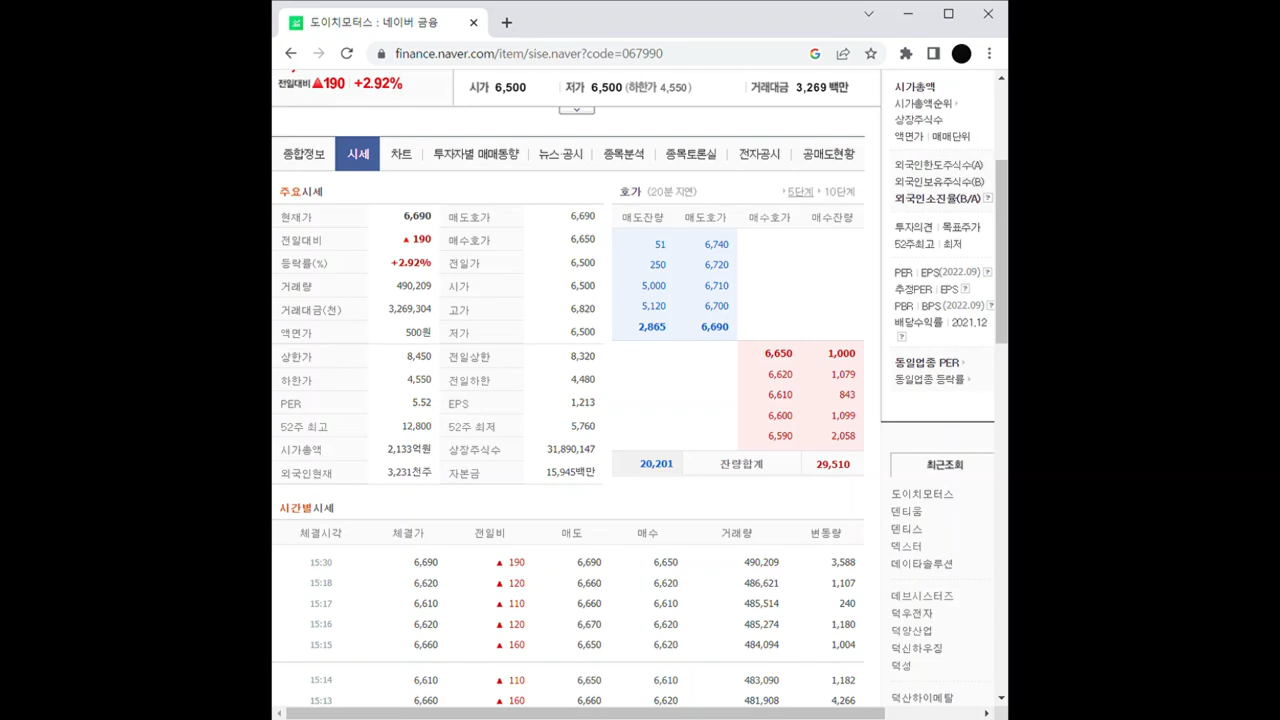 도이치모터스 : 네이버 금융
finance.naver.com/item/sise.naver?code=067990
전일대비 ▲190 +2.92%
시가 6,500 저가 6,500 (하한가 4,550) 거래대금 3,269 백만
종합정보 시세 차트 투자자별 매매동향 뉴스·공시 종목분석 종목토론실 전자공시 공매도현황
주요시세
현재가 6,690 매도호가 6,690
전일대비 ▲ 190 매수호가 6,650
등락률(%) +2.92% 전일가 6,500
거래량 490,209 시가 6,500
거래대금(천) 3,269,304 고가 6,820
액면가 500원 저가 6,500
상한가 8,450 전일상한 8,320
하한가 4,550 전일하한 4,480
PER 5.52 EPS 1,213
52주 최고 12,800 52주 최저 5,760
시가총액 2,133억원 상장주식수 31,890,147
외국인현재 3,231천주 자본금 15,945백만
호가 (20분 지연) 5단계 10단계
매도잔량 매도호가 매수호가 매수잔량
51 6,740
250 6,720
5,000 6,710
5,120 6,700
2,865 6,690
6,650 1,000
6,620 1,079
6,610 843
6,600 1,099
6,590 2,058
20,201 잔량합계 29,510
시간별시세
체결시각 체결가 전일비 매도 매수 거래량 변동량
15:30 6,690 ▲ 190 6,690 6,650 490,209 3,588
15:18 6,620 ▲ 120 6,660 6,620 486,621 1,107
15:17 6,610 ▲ 110 6,660 6,610 485,514 240
15:16 6,620 ▲ 120 6,670 6,620 485,274 1,180
15:15 6,660 ▲ 160 6,650 6,620 484,094 1,004
15:14 6,610 ▲ 110 6,650 6,610 483,090 1,182
15:13 6,660 ▲ 160 6,660 6,620 481,908 4,266
시가총액
시가총액순위
상장주식수
액면가 매매단위
외국인한도주식수(A)
외국인보유주식수(B)
외국인소진율(B/A) ?
투자의견 목표주가
52주최고 최저
PER EPS(2022.09) ?
추정PER EPS ?
PBR BPS (2022.09) ?
배당수익률 2021.12
?
동일업종 PER
동일업종 등락률
최근조회
도이치모터스
덴티움
덴티스
덱스터
데이타솔루션
데브시스터즈
덕우전자
덕양산업
덕신하우징
덕성
덕산하이메탈